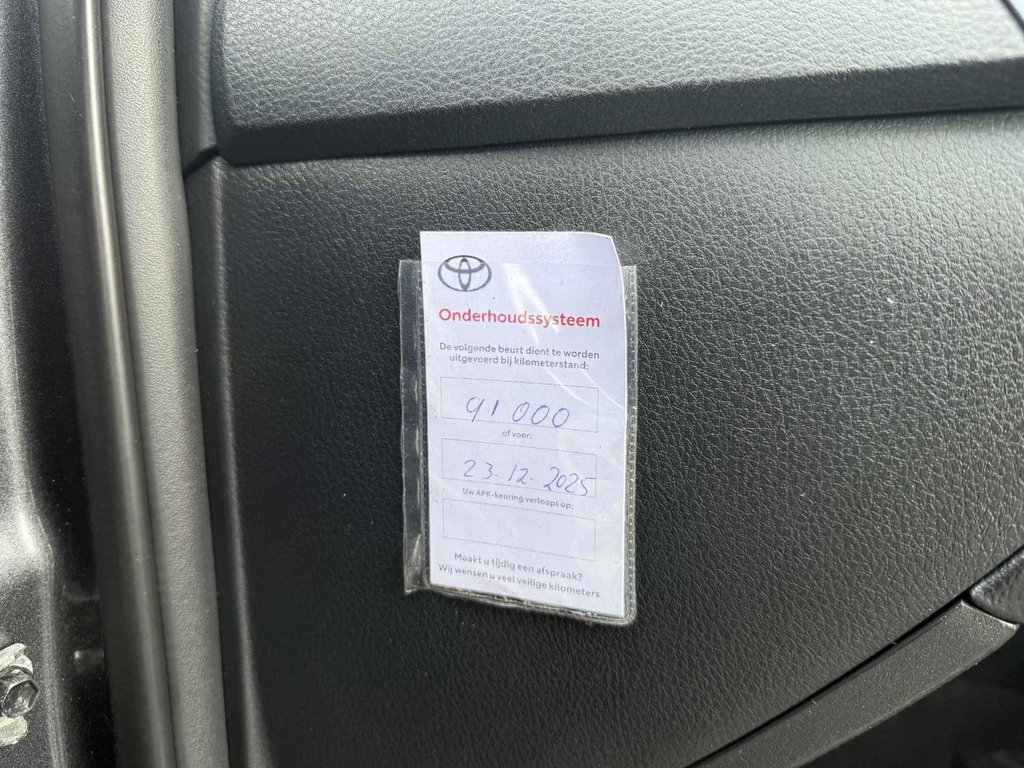 Onderhoudssysteem
De volgende beurt dient te worden
uitgevoerd bij kilometerstand:
91 000
of voor:
23-12-2025
Uw APK-keuring verloopt op:
Maakt u tijdig een afspraak?
Wij wensen u veel veilige kilometers